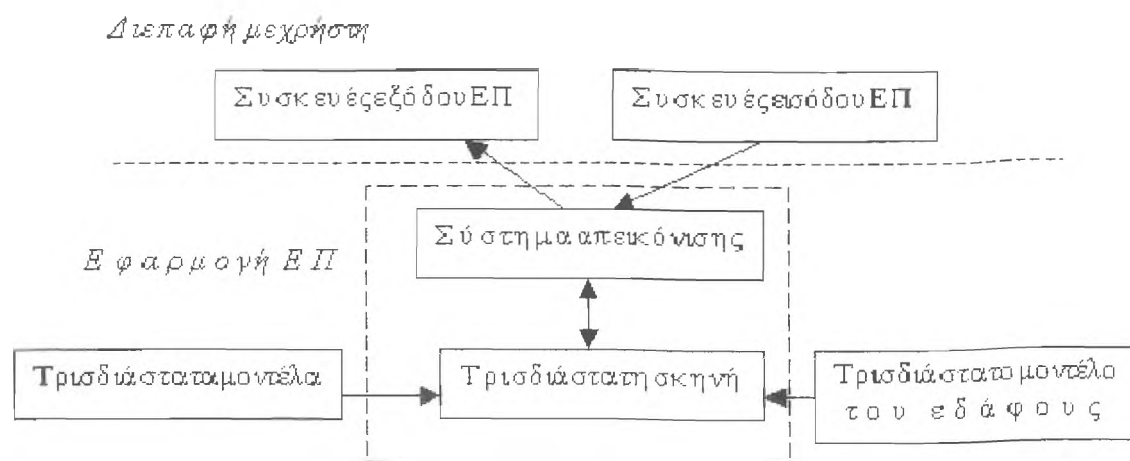 Διεπαφή με χρήστη
Συσκευές εξόδου ΕΠ
Συσκευές εισόδου ΕΠ
Σύστημα απεικόνισης
Εφαρμογή ΕΠ
Τρισδιάστατα μοντέλα
Τρισδιάστατη σκηνή
Τρισδιάστατο μοντέλο
του εδάφους